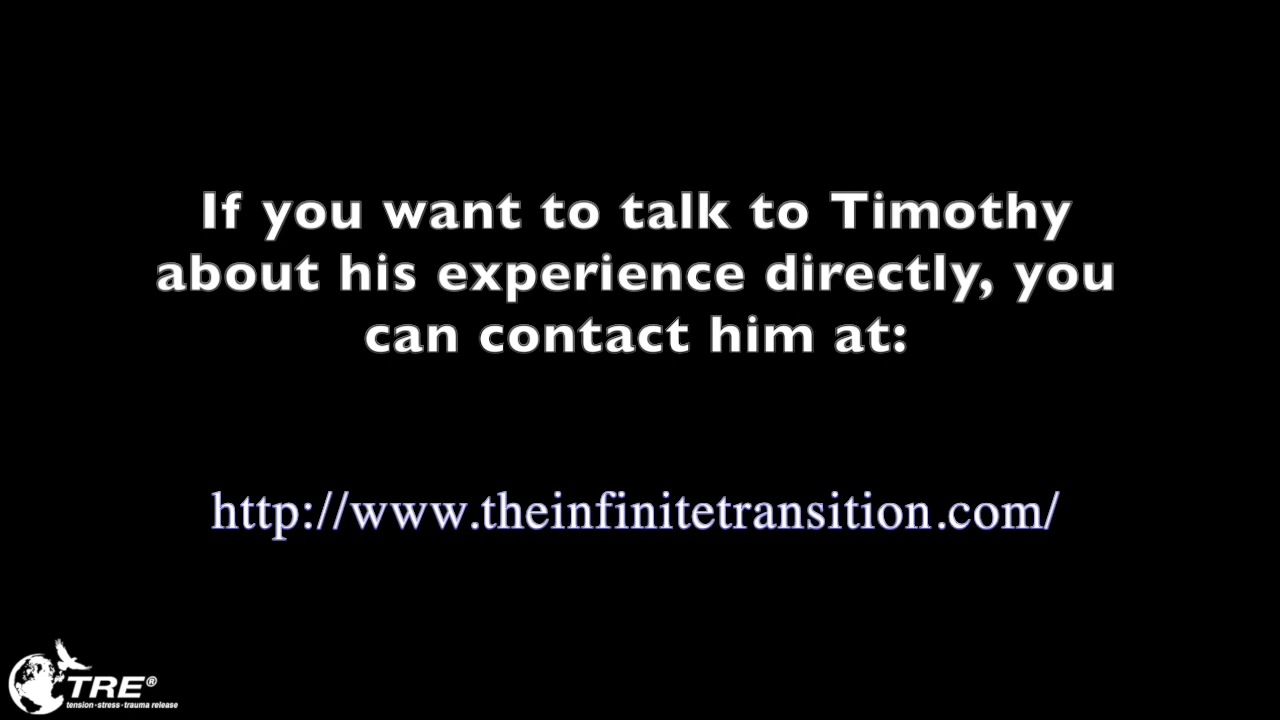 If you want to talk to Timothy
about his experience directly, you
can contact him at:
http://www.theinfinitetransition.com/
TRE®
tension·stress·trauma release